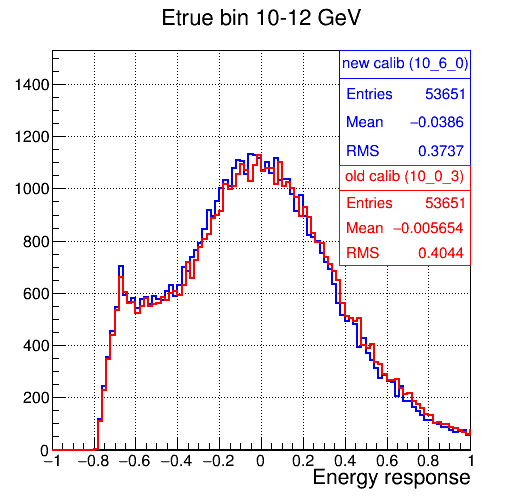 Etrue bin 10-12 GeV
new calib (10_6_0)
Entries 53651
Mean −0.0386
RMS 0.3737
old calib (10_0_3)
Entries 53651
Mean −0.005654
RMS 0.4044
1400
1200
1000
800
600
400
200
0
−1 −0.8 −0.6 −0.4 −0.2 0 0.2 0.4 0.6 0.8 1
Energy response